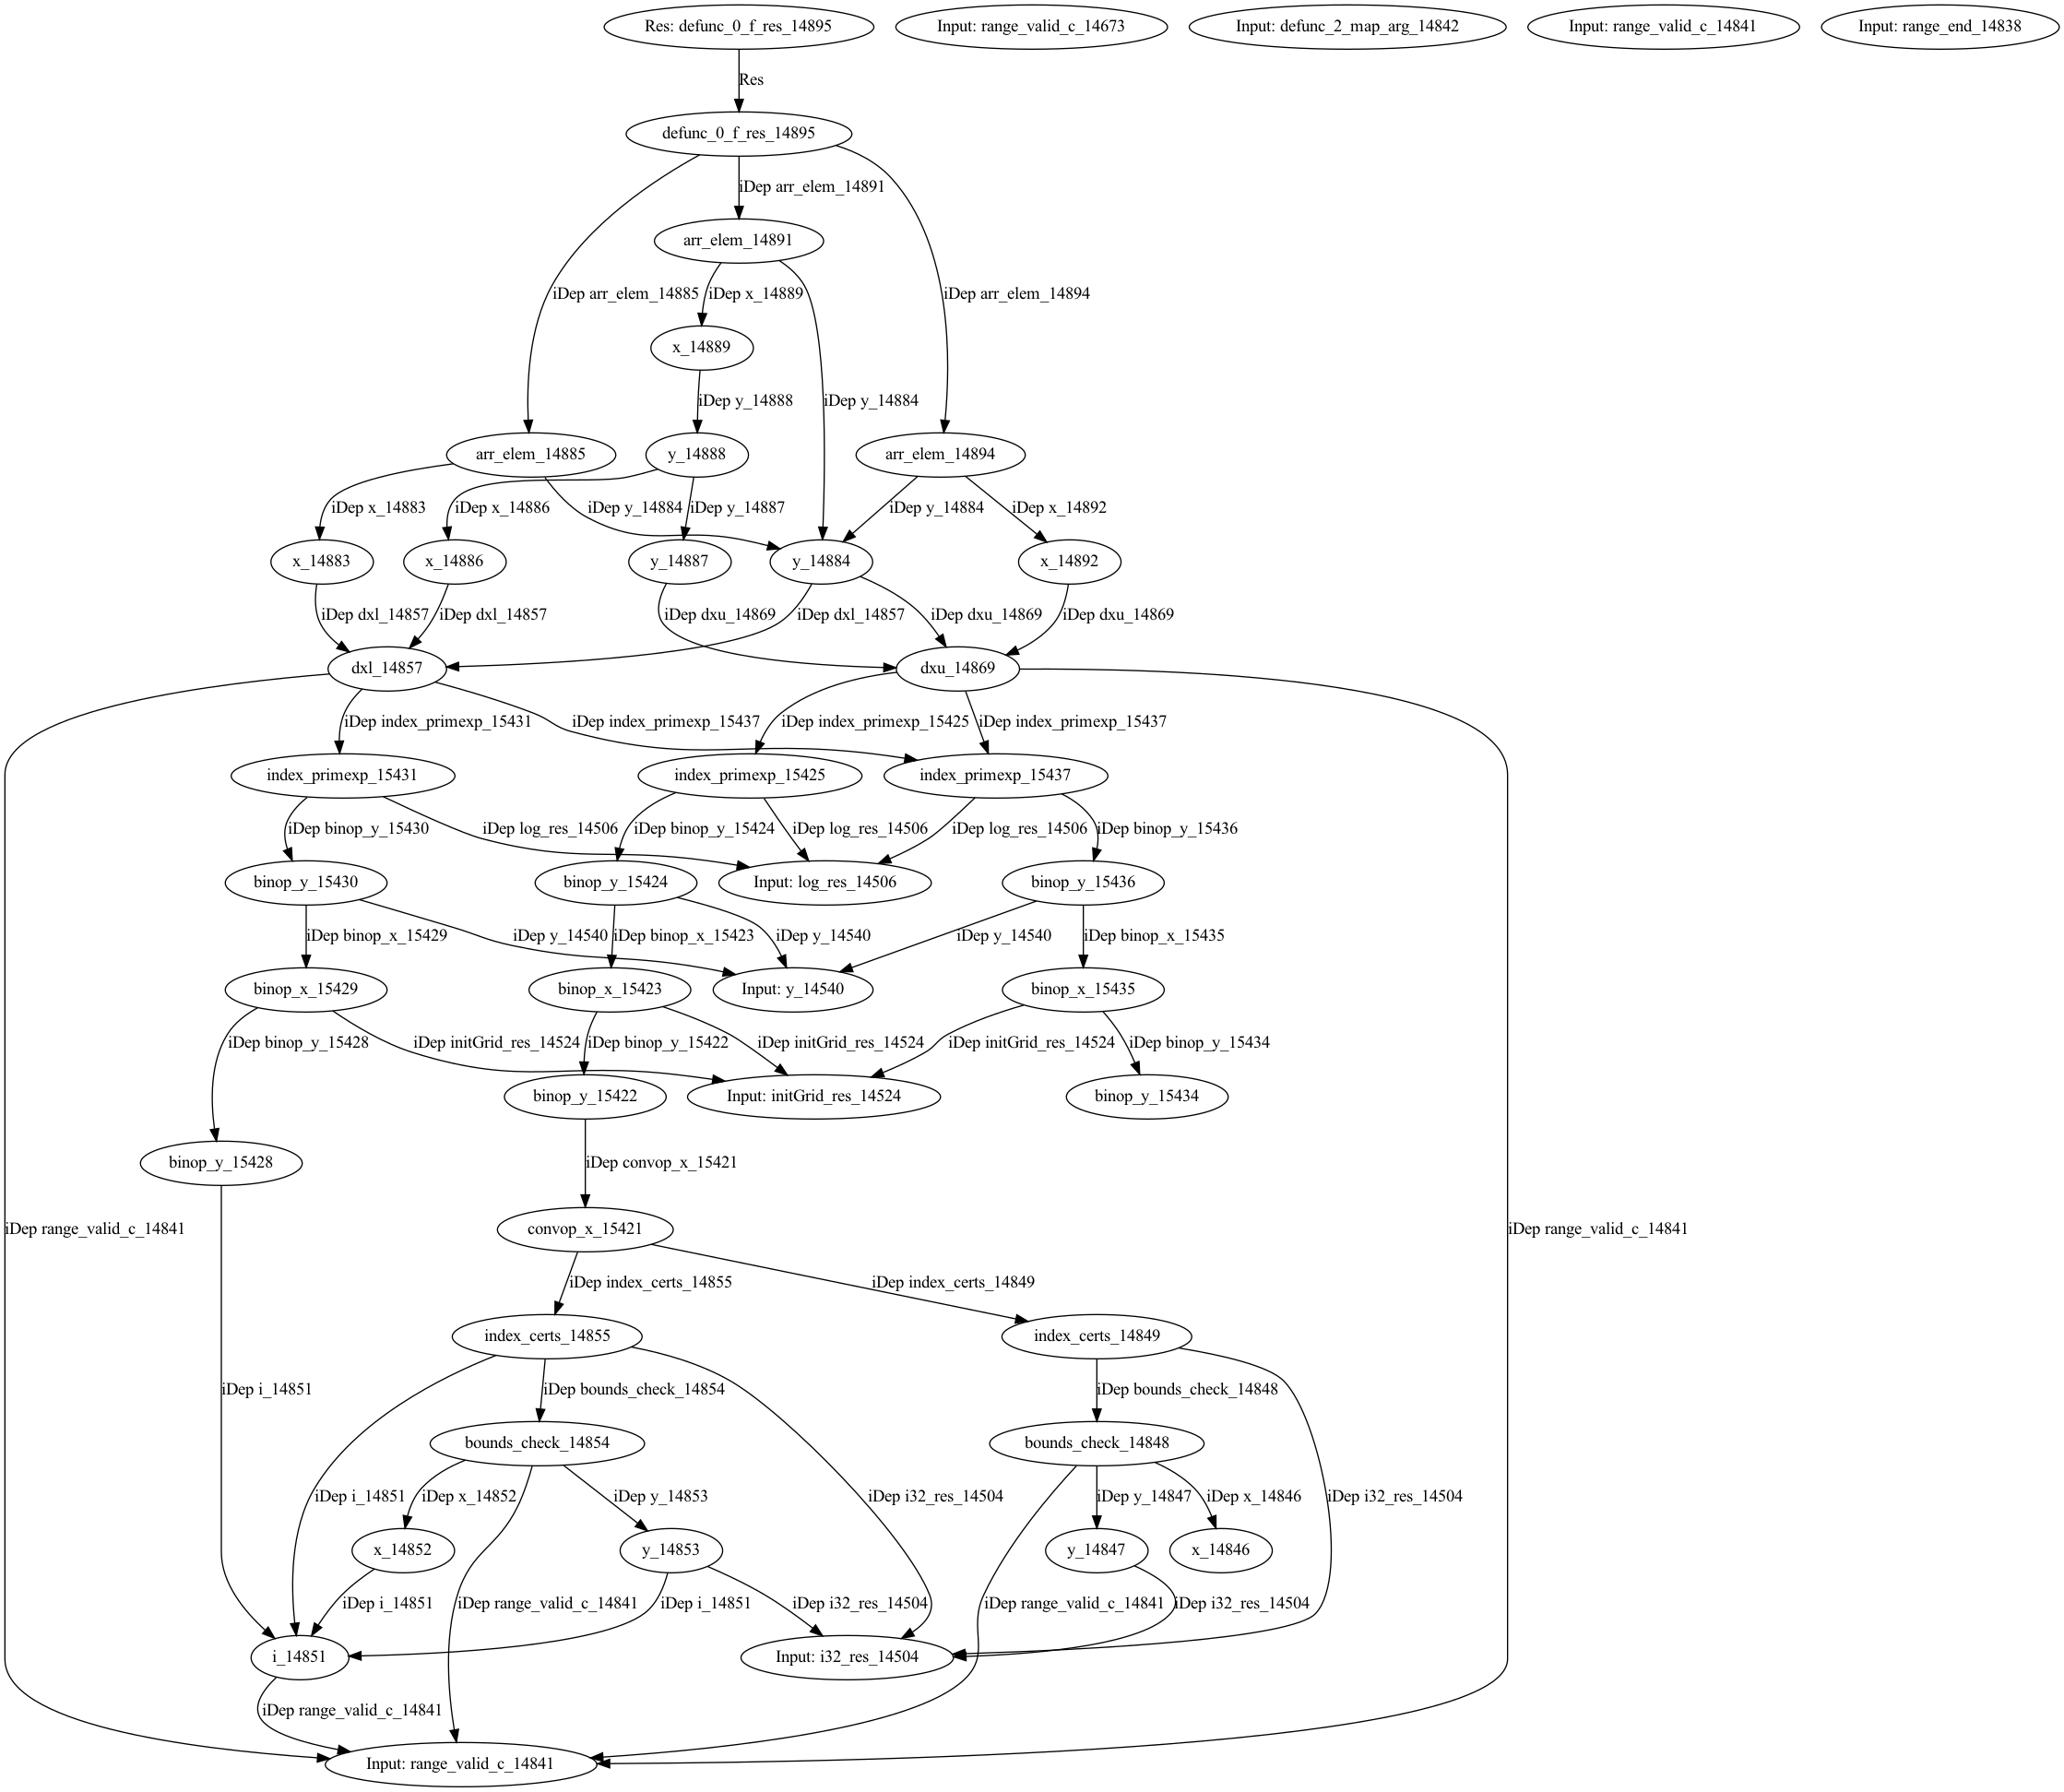 Res: defunc_0_f_res_14895
Input: range_valid_c_14673
Input: defunc_2_map_arg_14842
Input: range_valid_c_14841
Input: range_end_14838
Res
defunc_0_f_res_14895
iDep arr_elem_14891
arr_elem_14891
iDep arr_elem_14885
iDep x_14889
iDep arr_elem_14894
x_14889
iDep y_14888
iDep y_14884
arr_elem_14885
y_14888
arr_elem_14894
iDep x_14883
iDep x_14886
iDep y_14884
iDep y_14887
iDep y_14884
iDep x_14892
x_14883
x_14886
y_14887
y_14884
x_14892
iDep dxl_14857
iDep dxl_14857
iDep dxu_14869
iDep dxl_14857
iDep dxu_14869
iDep dxu_14869
dxl_14857
dxu_14869
iDep index_primexp_15431
iDep index_primexp_15437
iDep index_primexp_15425
iDep index_primexp_15437
index_primexp_15431
index_primexp_15425
index_primexp_15437
iDep binop_y_15430
iDep log_res_14506
iDep binop_y_15424
iDep log_res_14506
iDep log_res_14506
iDep binop_y_15436
binop_y_15430
binop_y_15424
Input: log_res_14506
binop_y_15436
iDep binop_x_15429
iDep y_14540
iDep binop_x_15423
iDep y_14540
iDep y_14540
iDep binop_x_15435
binop_x_15429
binop_x_15423
Input: y_14540
binop_x_15435
iDep binop_y_15428
iDep initGrid_res_14524
iDep binop_y_15422
iDep initGrid_res_14524
iDep initGrid_res_14524
iDep binop_y_15434
binop_y_15422
Input: initGrid_res_14524
binop_y_15434
binop_y_15428
iDep convop_x_15421
iDep range_valid_c_14841
convop_x_15421
iDep range_valid_c_14841
iDep index_certs_14855
iDep index_certs_14849
index_certs_14855
index_certs_14849
iDep i_14851
iDep bounds_check_14854
iDep bounds_check_14848
bounds_check_14854
bounds_check_14848
iDep i_14851
iDep x_14852
iDep y_14853
iDep i32_res_14504
iDep y_14847
iDep x_14846
iDep i32_res_14504
x_14852
y_14853
y_14847
x_14846
iDep i_14851
iDep range_valid_c_14841
iDep i_14851
iDep i32_res_14504
iDep range_valid_c_14841
iDep i32_res_14504
i_14851
Input: i32_res_14504
iDep range_valid_c_14841
Input: range_valid_c_14841